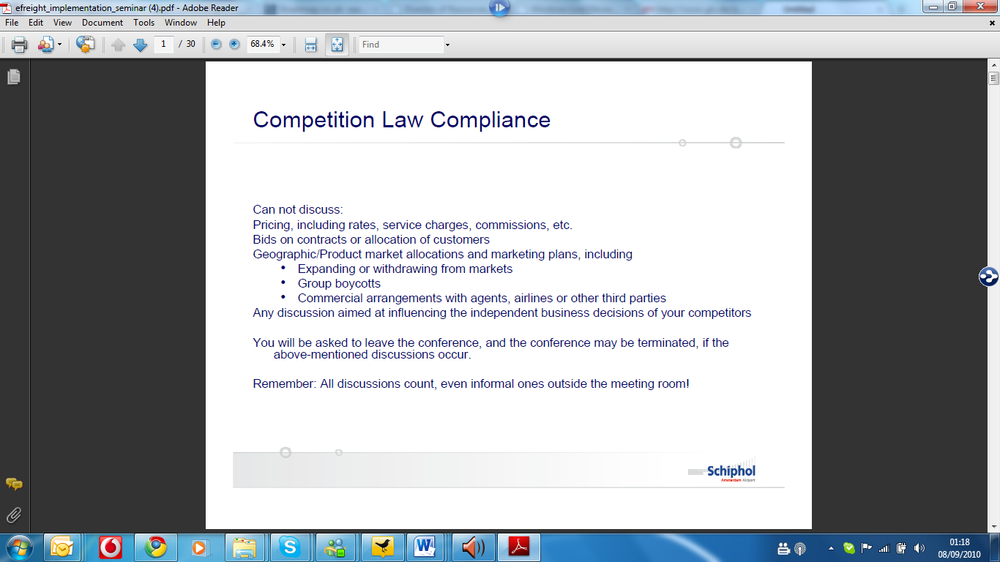 efreight_implementation_seminar (4).pdf - Adobe Reader
File Edit View Document Tools Window Help
1 / 30 68.4% Find
Competition Law Compliance
Can not discuss:
Pricing, including rates, service charges, commissions, etc.
Bids on contracts or allocation of customers
Geographic/Product market allocations and marketing plans, including
• Expanding or withdrawing from markets
• Group boycotts
• Commercial arrangements with agents, airlines or other third parties
Any discussion aimed at influencing the independent business decisions of your competitors
You will be asked to leave the conference, and the conference may be terminated, if the
above-mentioned discussions occur.
Remember: All discussions count, even informal ones outside the meeting room!
Schiphol
Amsterdam Airport
01:18
08/09/2010